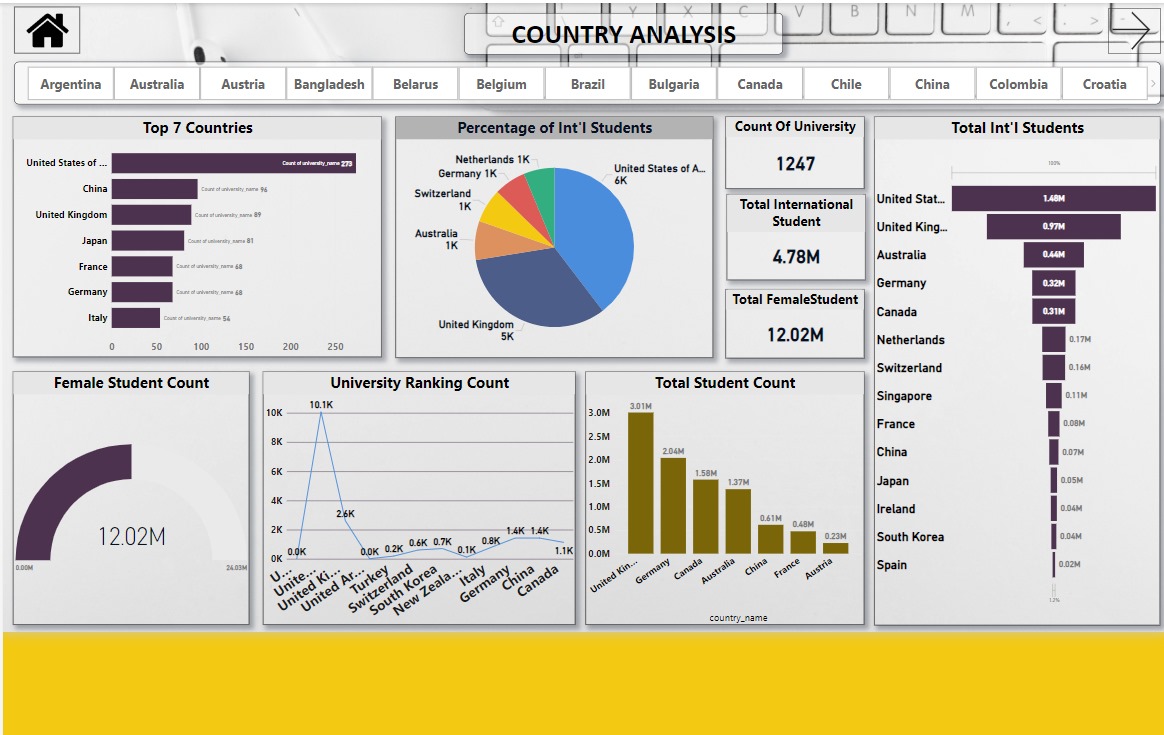 COUNTRY ANALYSIS
Argentina
Australia
Austria
Bangladesh
Belarus
Belgium
Brazil
Bulgaria
Canada
Chile
China
Colombia
Croatia
Top 7 Countries
United States of ...
Count of university_name 273
China
Count of university_name 96
United Kingdom
Count of university_name 89
Japan
Count of university_name 81
France
Count of university_name 68
Germany
Count of university_name 68
Italy
Count of university_name 56
0 50 100 150 200 250
Percentage of Int'l Students
Netherlands 1K
Germany 1K
Switzerland
1K
Australia
1K
United Kingdom
5K
United States of A...
6K
Count Of University
1247
Total International
Student
4.78M
Total FemaleStudent
12.02M
Total Int'l Students
100%
United Stat... 1.48M
United King... 0.97M
Australia 0.44M
Germany 0.32M
Canada 0.31M
Netherlands 0.17M
Switzerland 0.16M
Singapore 0.11M
France 0.08M
China 0.07M
Japan 0.05M
Ireland 0.04M
South Korea 0.04M
Spain 0.02M
1.2%
Female Student Count
12.02M
0.00M
24.03M
University Ranking Count
10K
8K
6K
4K
2K
0K
0.0K
10.1K
2.6K
0.0K
0.2K
0.6K
0.7K
0.1K
0.8K
1.4K
1.4K
1.1K
U...
Unite...
United Ki...
United Ar...
Turkey
Switzerland
South Korea
New Zeala...
Italy
Germany
China
Canada
Total Student Count
3.0M
2.5M
2.0M
1.5M
1.0M
0.5M
0.0M
3.01M
2.04M
1.58M
1.37M
0.61M
0.48M
0.23M
United Kin...
Germany
Canada
Australia
China
France
Austria
country_name